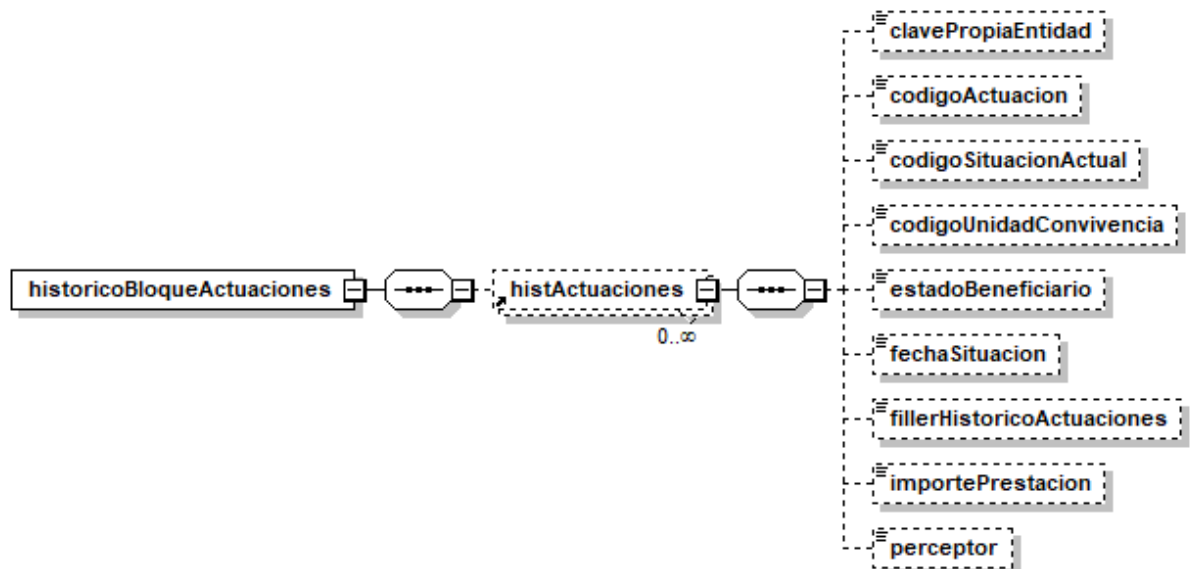 clavePropiaEntidad
codigoActuacion
codigoSituacionActual
codigoUnidadConvivencia
historicoBloqueActuaciones
histActuaciones
0..∞
estadoBeneficiario
fechaSituacion
fillerHistoricoActuaciones
importePrestacion
perceptor